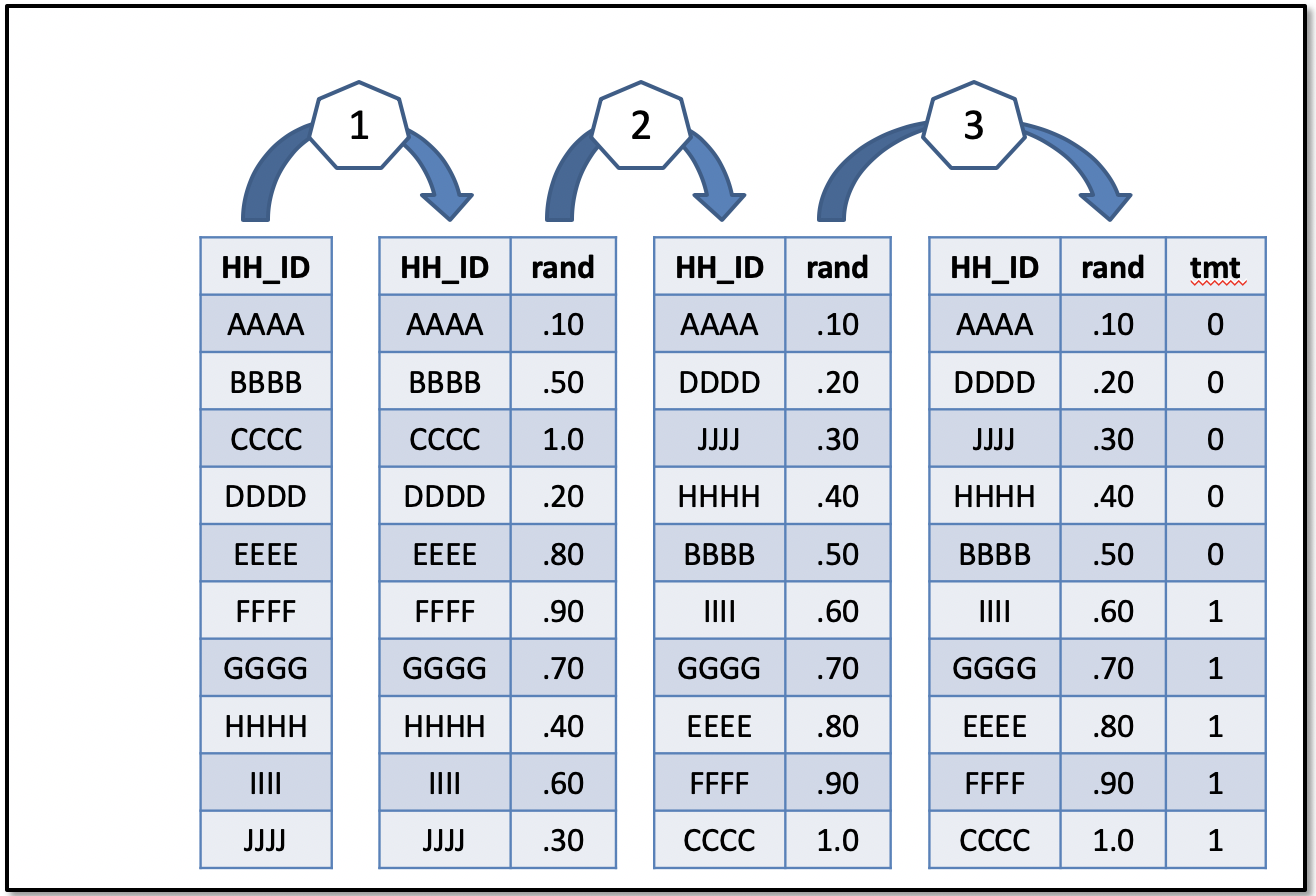 1 2 3
HH_ID HH_ID rand HH_ID rand HH_ID rand tmt
AAAA AAAA .10 AAAA .10 AAAA .10 0
BBBB BBBB .50 DDDD .20 DDDD .20 0
CCCC CCCC 1.0 JJJJ .30 JJJJ .30 0
DDDD DDDD .20 HHHH .40 HHHH .40 0
EEEE EEEE .80 BBBB .50 BBBB .50 0
FFFF FFFF .90 IIII .60 IIII .60 1
GGGG GGGG .70 GGGG .70 GGGG .70 1
HHHH HHHH .40 EEEE .80 EEEE .80 1
IIII IIII .60 FFFF .90 FFFF .90 1
JJJJ JJJJ .30 CCCC 1.0 CCCC 1.0 1